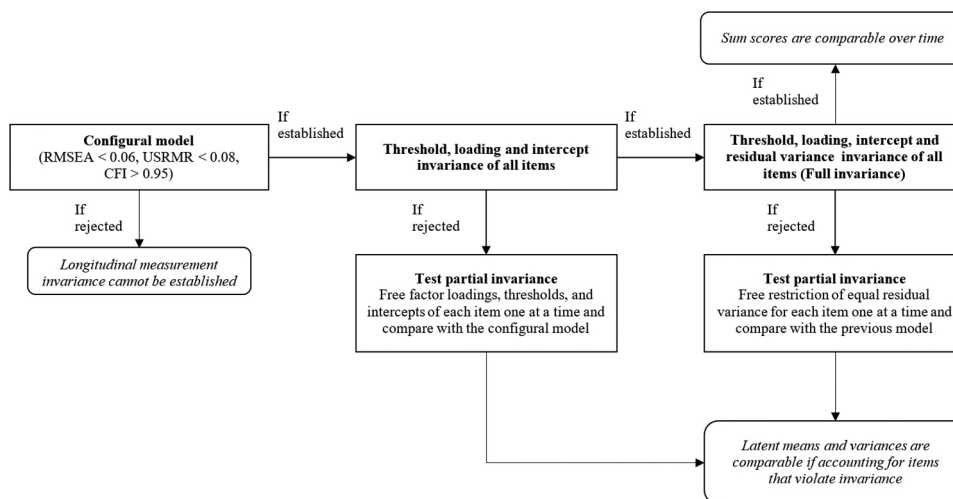 Sum scores are comparable over time
If
established
If
established
If
established
Configural model
(RMSEA < 0.06, USRMR < 0.08,
CFI > 0.95)
Threshold, loading and intercept
invariance of all items
Threshold, loading, intercept and
residual variance invariance of all
items (Full invariance)
If
rejected
If
rejected
If
rejected
Longitudinal measurement
invariance cannot be established
Test partial invariance
Free factor loadings, thresholds, and
intercepts of each item one at a time and
compare with the configural model
Test partial invariance
Free restriction of equal residual
variance for each item one at a time and
compare with the previous model
Latent means and variances are
comparable if accounting for items
that violate invariance